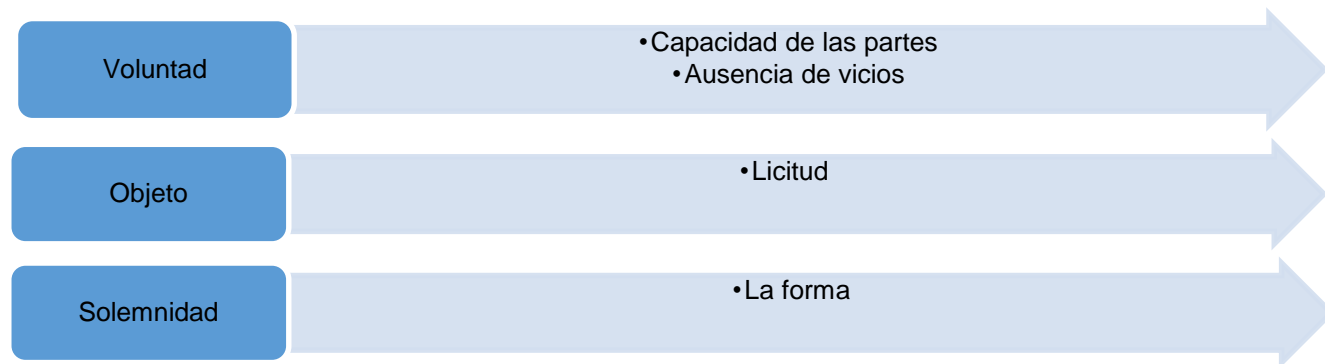 Voluntad
•Capacidad de las partes
•Ausencia de vicios
Objeto
•Licitud
Solemnidad
•La forma